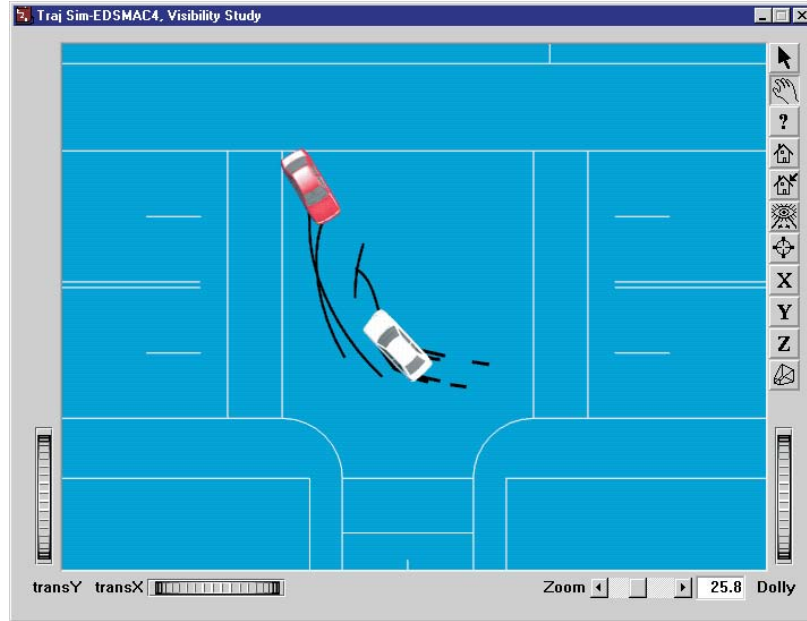 Traj Sim-EDSMAC4, Visibility Study
?
X
Y
Z
transY transX Zoom 25.8 Dolly